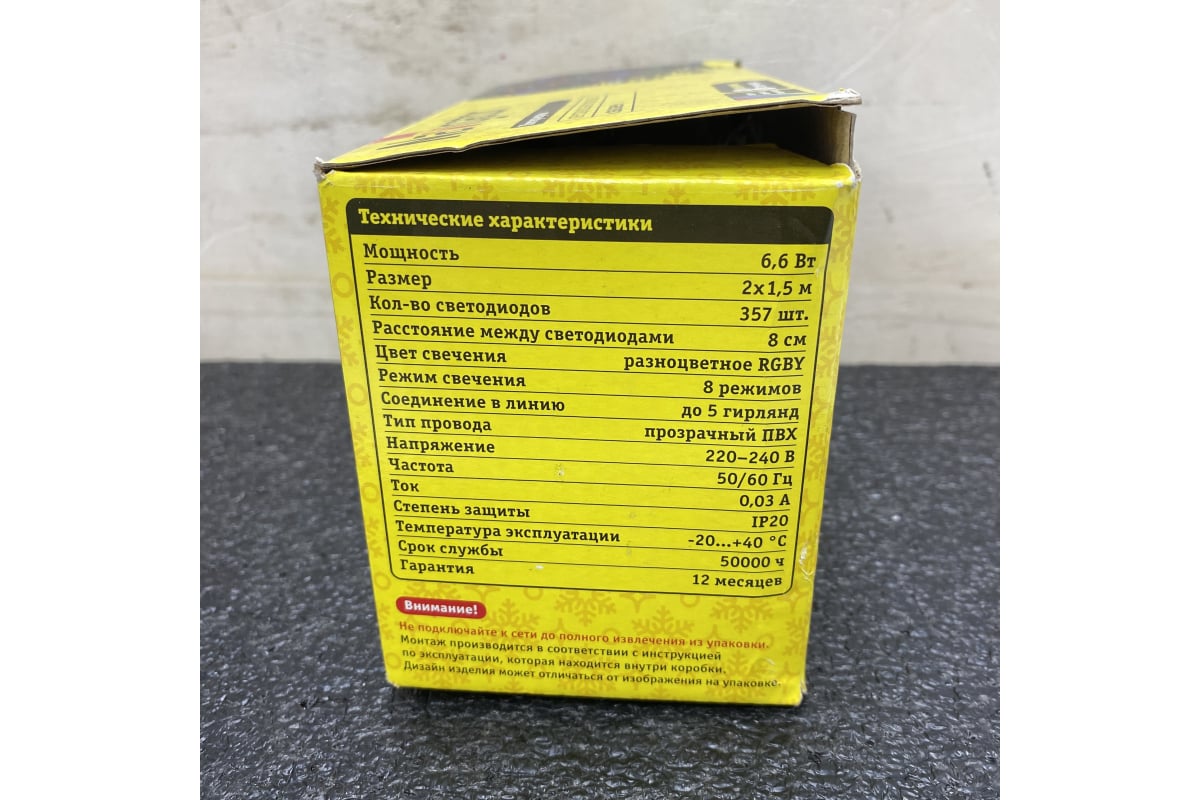 Технические характеристики
Мощность 6,6 Вт
Размер 2х1,5 м
Кол-во светодиодов 357 шт.
Расстояние между светодиодами 8 см
Цвет свечения разноцветное RGBY
Режим свечения 8 режимов
Соединение в линию до 5 гирлянд
Тип провода прозрачный ПВХ
Напряжение 220–240 В
Частота 50/60 Гц
Ток 0,03 А
Степень защиты IP20
Температура эксплуатации -20...+40 °С
Срок службы 50000 ч
Гарантия 12 месяцев
Внимание!
Не подключайте к сети до полного извлечения из упаковки.
Монтаж производится в соответствии с инструкцией
по эксплуатации, которая находится внутри коробки.
Дизайн изделия может отличаться от изображения на упаковке.